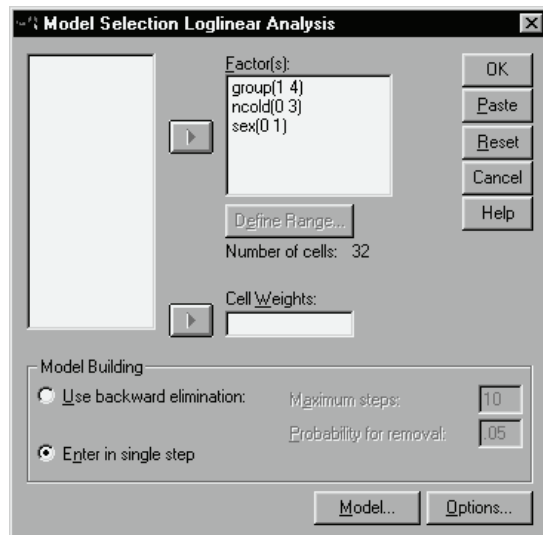 Model Selection Loglinear Analysis
Factor(s):
group(1 4)
ncold(0 3)
sex(0 1)
Define Range...
Number of cells: 32
Cell Weights:
OK
Paste
Reset
Cancel
Help
Model Building
Use backward elimination:
Maximum steps: 10
Probability for removal: .05
Enter in single step
Model...
Options...